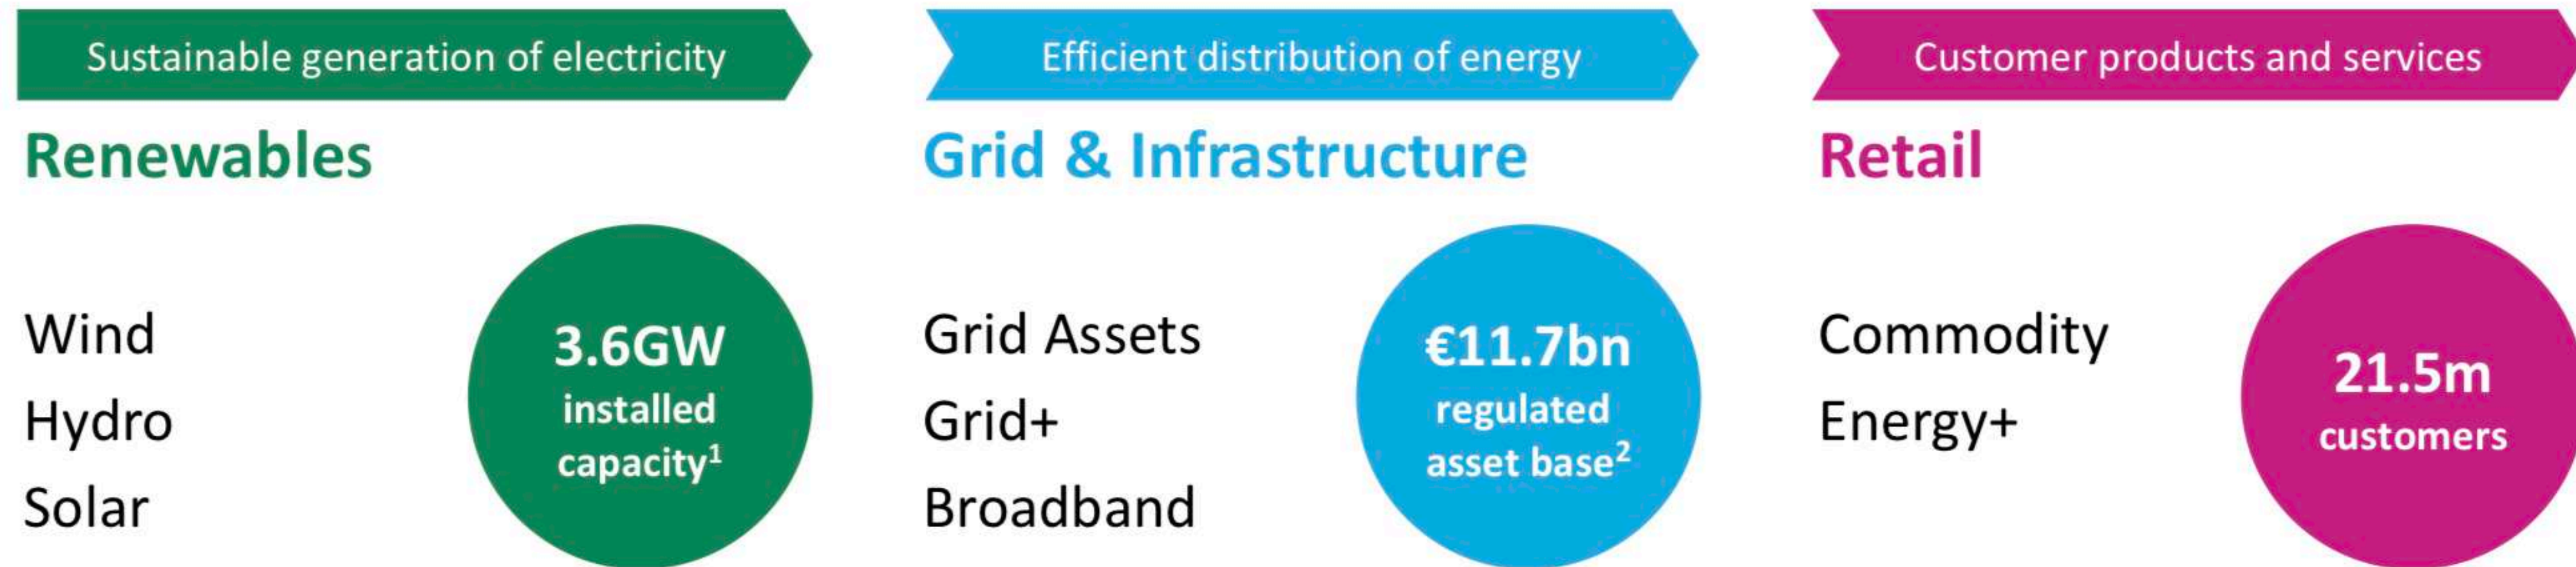 Sustainable generation of electricity
Renewables
Wind
Hydro
Solar
3.6GW
installed
capacity¹
Efficient distribution of energy
Grid & Infrastructure
Grid Assets
Grid+
Broadband
€11.7bn
regulated
asset base²
Customer products and services
Retail
Commodity
Energy+
21.5m
customers